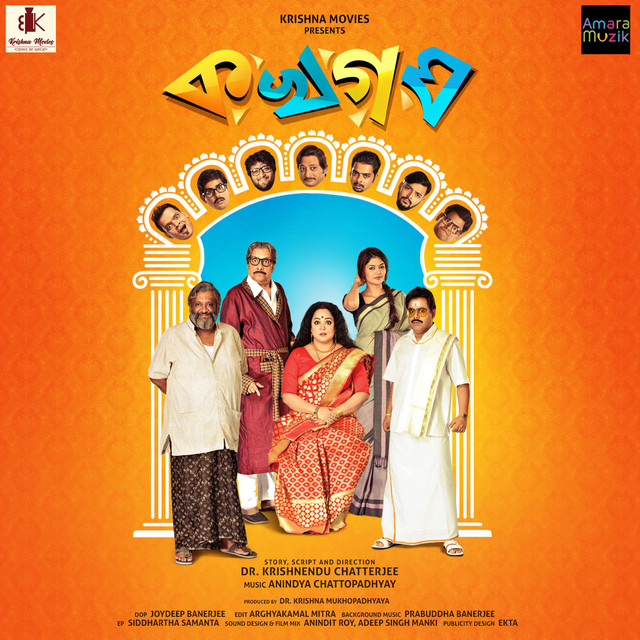 Krishna Movies
KRISHNA MOVIES
PRESENTS
Amara
Muzik
ক খ গ ঘ
STORY, SCRIPT AND DIRECTION
DR. KRISHNENDU CHATTERJEE
MUSIC ANINDYA CHATTOPADHYAY
PRODUCED BY DR. KRISHNA MUKHOPADHYAYA
DOP JOYDEEP BANERJEE EDIT ARGHYAKAMAL MITRA BACKGROUND MUSIC PRABUDDHA BANERJEE
EP SIDDHARTHA SAMANTA SOUND DESIGN & FILM MIX ANINDIT ROY, ADEEP SINGH MANKI PUBLICITY DESIGN EKTA